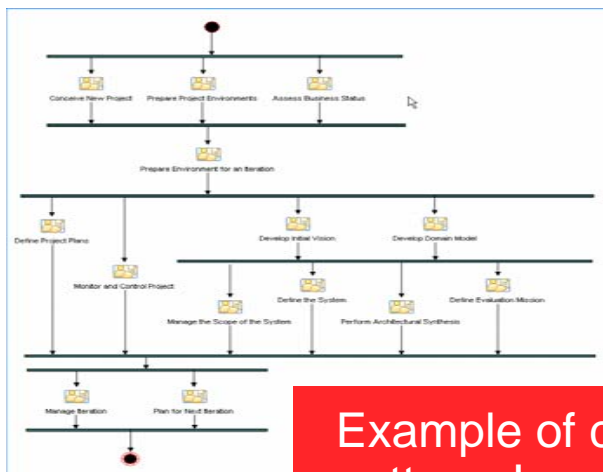 Conceive New Project Prepare Project Environments Assess Business Status
Prepare Environment for an Iteration
Define Project Plans Develop Initial Vision Develop Domain Model
Monitor and Control Project Define the System Define Evaluation Mission
Manage the Scope of the System Perform Architectural Synthesis
Manage Iteration Plan for Next Iteration
Example of